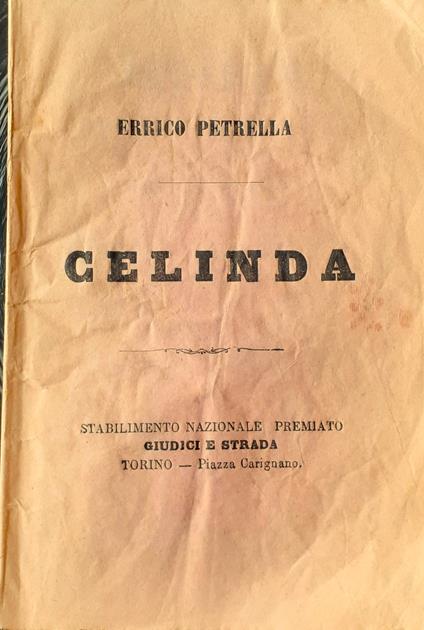 ERRICO PETRELLA
CELINDA
STABILIMENTO NAZIONALE PREMIATO
GIUDICI E STRADA
TORINO — Piazza Carignano.